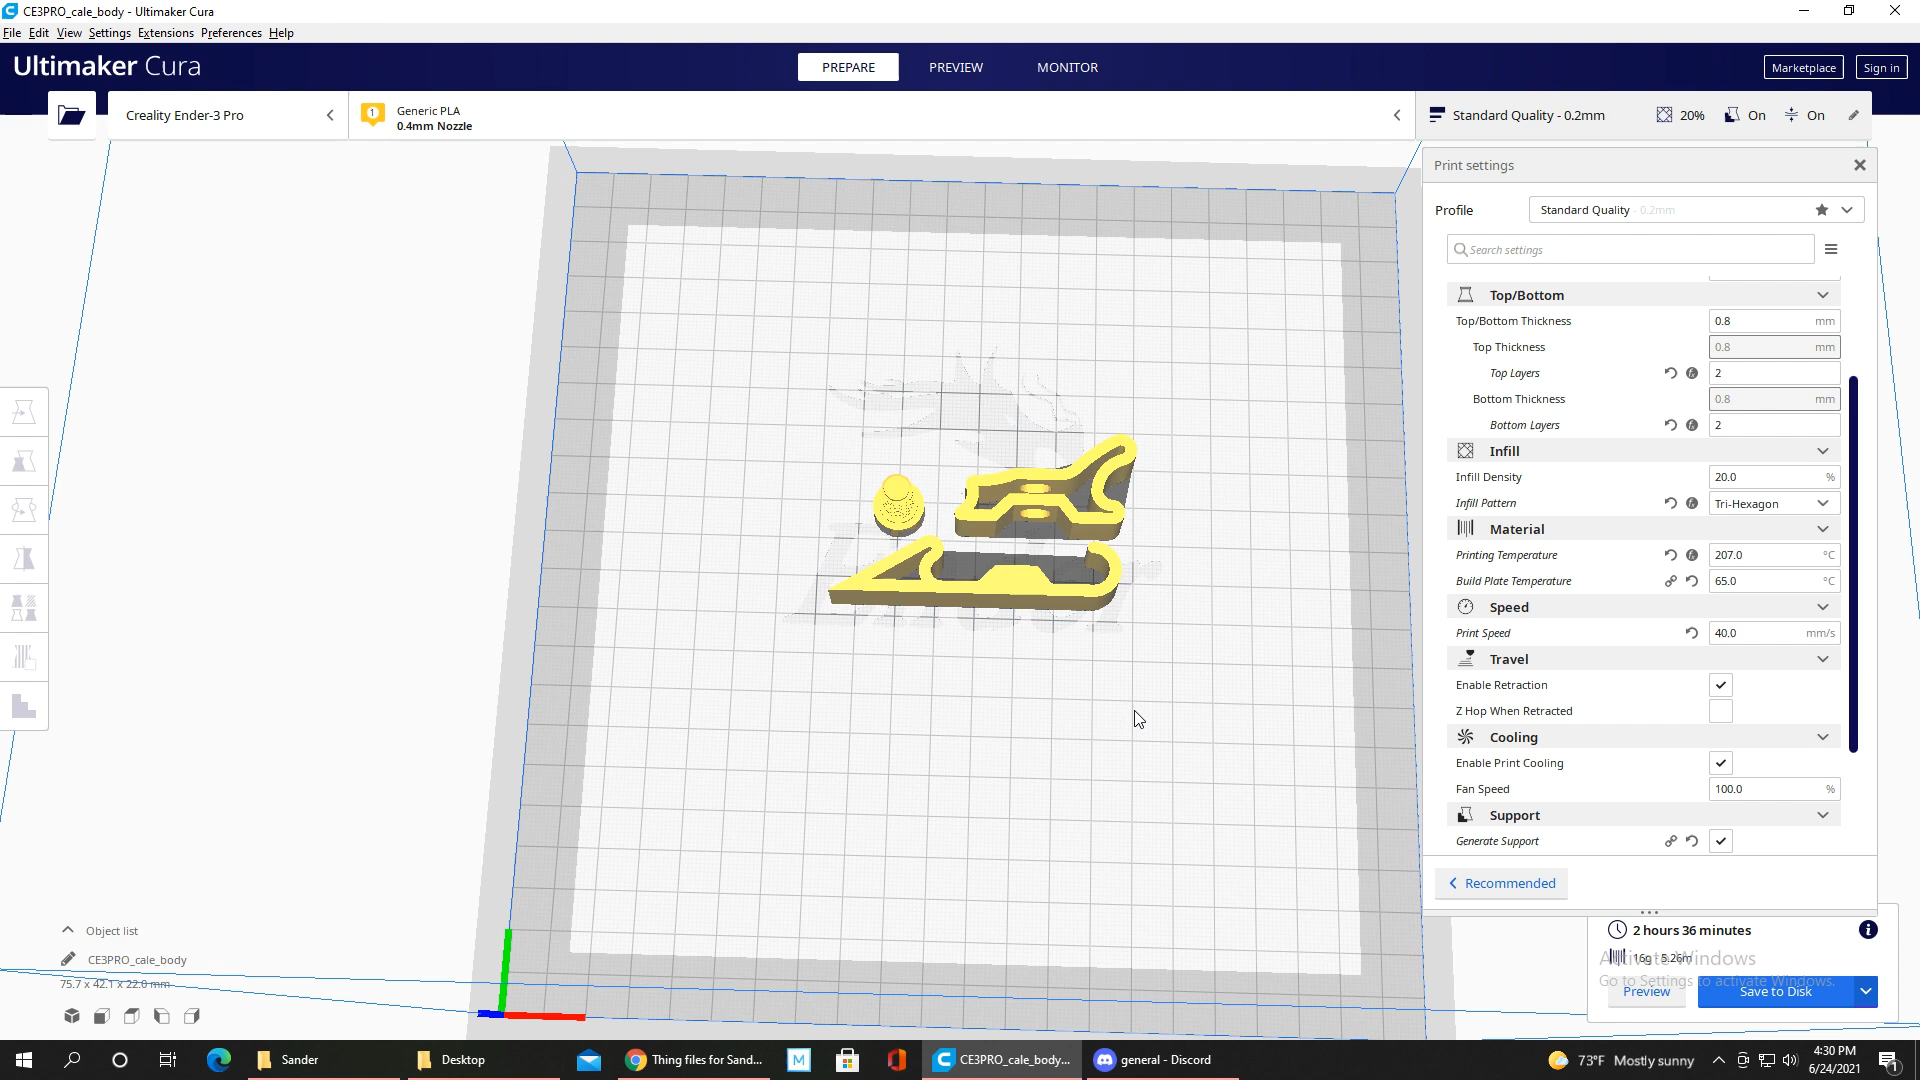 CE3PRO_cale_body - Ultimaker Cura
File Edit View Settings Extensions Preferences Help
Ultimaker Cura
PREPARE PREVIEW MONITOR
Marketplace Sign in
Creality Ender-3 Pro
1 Generic PLA
0.4mm Nozzle
Standard Quality - 0.2mm 20% On On
Print settings
Profile Standard Quality - 0.2mm
Search settings
Top/Bottom
Top/Bottom Thickness 0.8 mm
Top Thickness 0.8 mm
Top Layers 2
Bottom Thickness 0.8 mm
Bottom Layers 2
Infill
Infill Density 20.0 %
Infill Pattern Tri-Hexagon
Material
Printing Temperature 207.0 °C
Build Plate Temperature 65.0 °C
Speed
Print Speed 40.0 mm/s
Travel
Enable Retraction
Z Hop When Retracted
Cooling
Enable Print Cooling
Fan Speed 100.0 %
Support
Generate Support
Recommended
Object list
CE3PRO_cale_body
75.7 x 42.1 x 22.0 mm
2 hours 36 minutes
16g · 5.26m
Activate Windows
Go to Settings to activate Windows.
Preview Save to Disk
Sander
Desktop
Thing files for Sand...
CE3PRO_cale_body...
general - Discord
73°F Mostly sunny
4:30 PM
6/24/2021
1